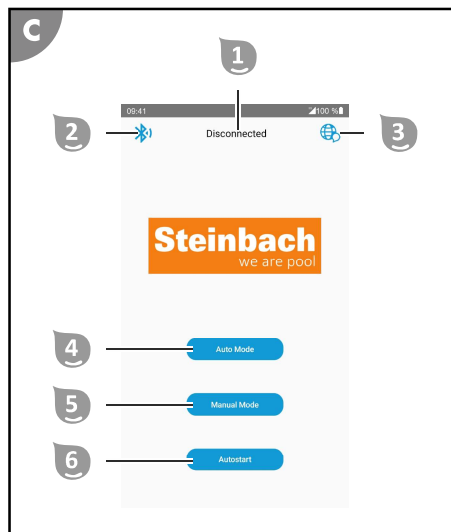 C
1
2
3
09:41
100 %
Disconnected
Steinbach
we are pool
4
Auto Mode
5
Manual Mode
6
Autostart